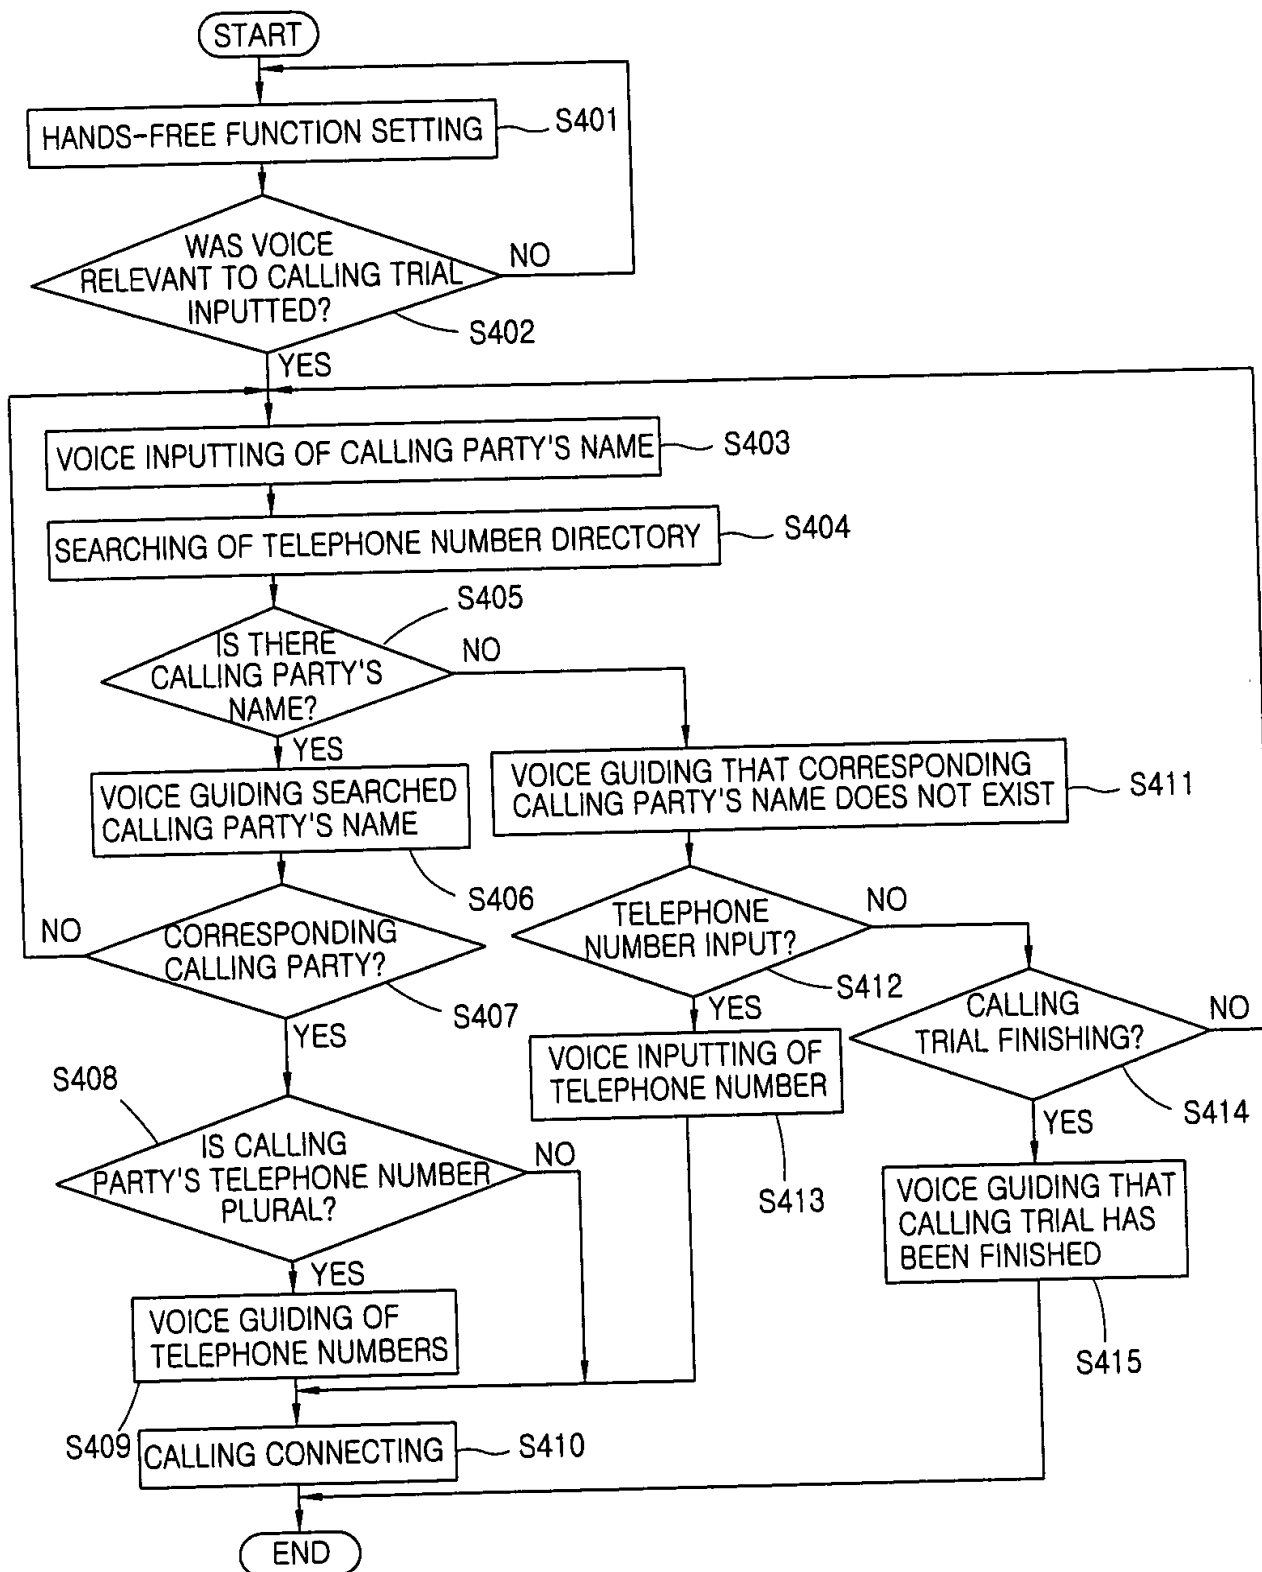 START
HANDS-FREE FUNCTION SETTING
S401
WAS VOICE
RELEVANT TO CALLING TRIAL
INPUTTED?
NO
S402
YES
VOICE INPUTTING OF CALLING PARTY'S NAME
S403
SEARCHING OF TELEPHONE NUMBER DIRECTORY
S404
S405
IS THERE
CALLING PARTY'S
NAME?
NO
YES
VOICE GUIDING SEARCHED
CALLING PARTY'S NAME
S406
VOICE GUIDING THAT CORRESPONDING
CALLING PARTY'S NAME DOES NOT EXIST
S411
NO
CORRESPONDING
CALLING PARTY?
S407
YES
TELEPHONE
NUMBER INPUT?
NO
S412
YES
CALLING
TRIAL FINISHING?
NO
S414
YES
VOICE INPUTTING OF
TELEPHONE NUMBER
S413
S408
IS CALLING
PARTY'S TELEPHONE NUMBER
PLURAL?
NO
YES
VOICE GUIDING THAT
CALLING TRIAL HAS
BEEN FINISHED
S415
VOICE GUIDING OF
TELEPHONE NUMBERS
S409
CALLING CONNECTING
S410
END